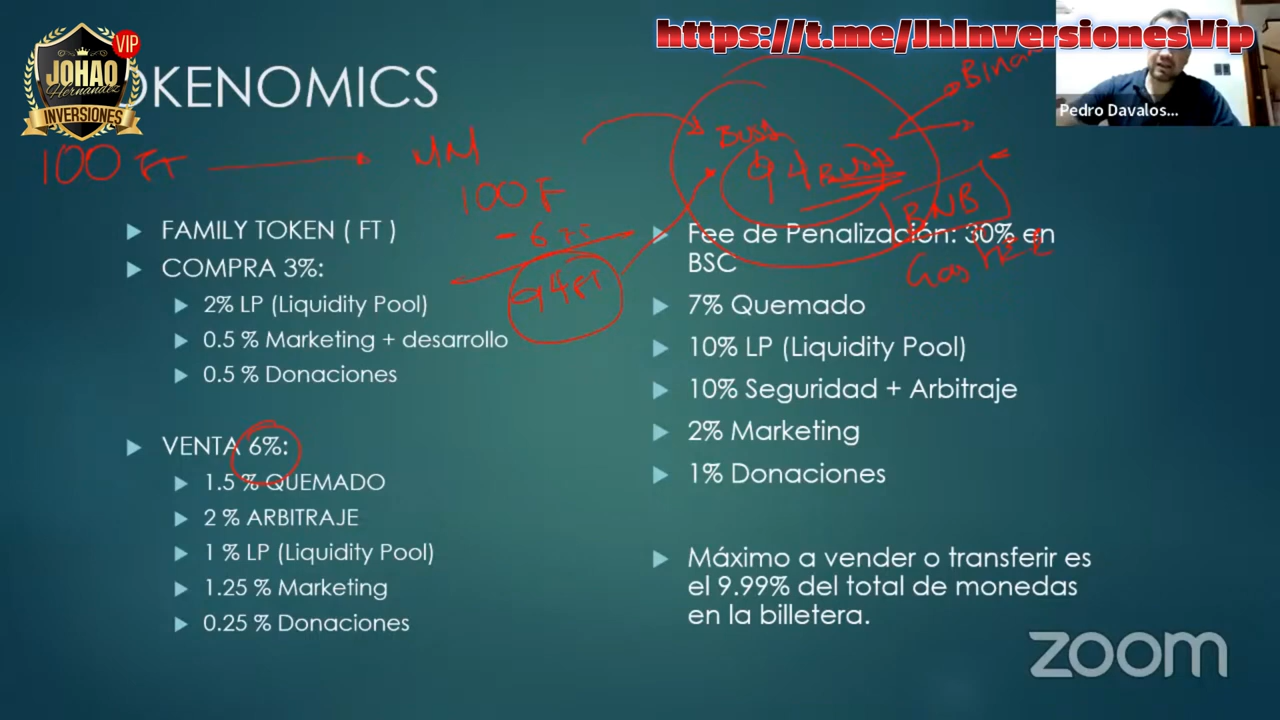 https://t.me/JhInversionesVip
VIP
JOHAO
Hernandez
INVERSIONES
OKENOMICS
Pedro Davalos...
100 FT
MM
100 F
- 6
94 FT
BUSD
94 BUSD
BNB
Gas
FAMILY TOKEN ( FT )
COMPRA 3%:
2% LP (Liquidity Pool)
0.5 % Marketing + desarrollo
0.5 % Donaciones
VENTA 6%:
1.5 % QUEMADO
2 % ARBITRAJE
1 % LP (Liquidity Pool)
1.25 % Marketing
0.25 % Donaciones
Fee de Penalización: 30% en
BSC
7% Quemado
10% LP (Liquidity Pool)
10% Seguridad + Arbitraje
2% Marketing
1% Donaciones
Máximo a vender o transferir es
el 9.99% del total de monedas
en la billetera.
zoom